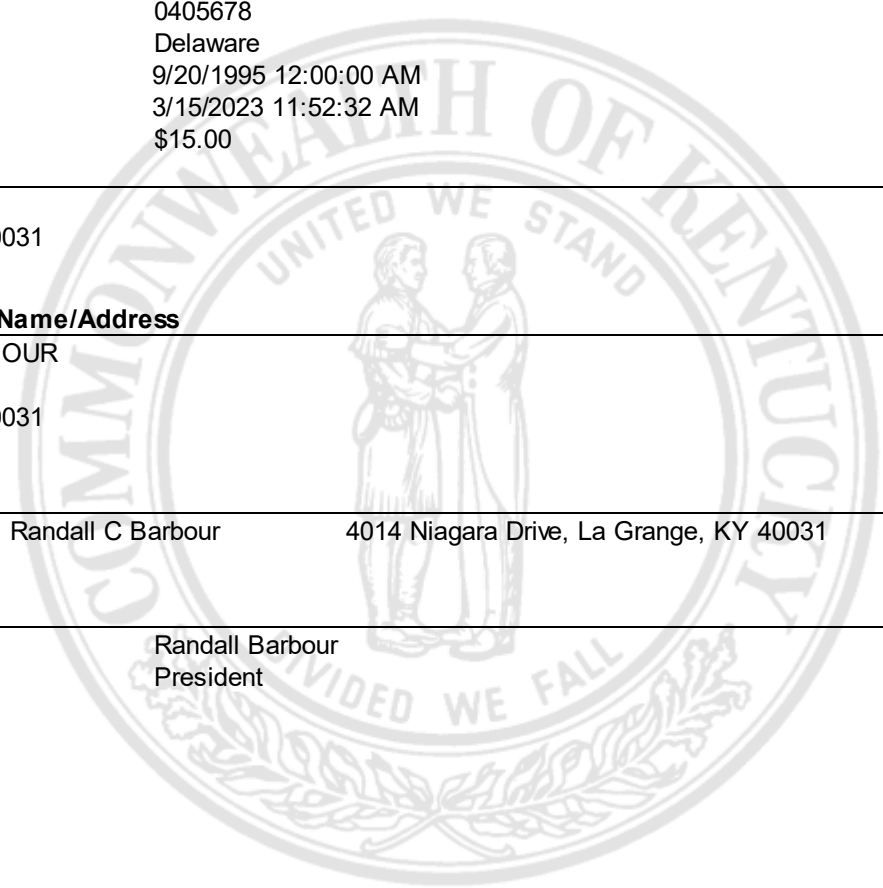 0405678
Delaware
9/20/1995 12:00:00 AM
3/15/2023 11:52:32 AM
$15.00
0031
Name/Address
OUR
0031
Randall C Barbour 4014 Niagara Drive, La Grange, KY 40031
Randall Barbour
President
COMMONWEALTH OF KENTUCKY
UNITED WE STAND
DIVIDED WE FALL